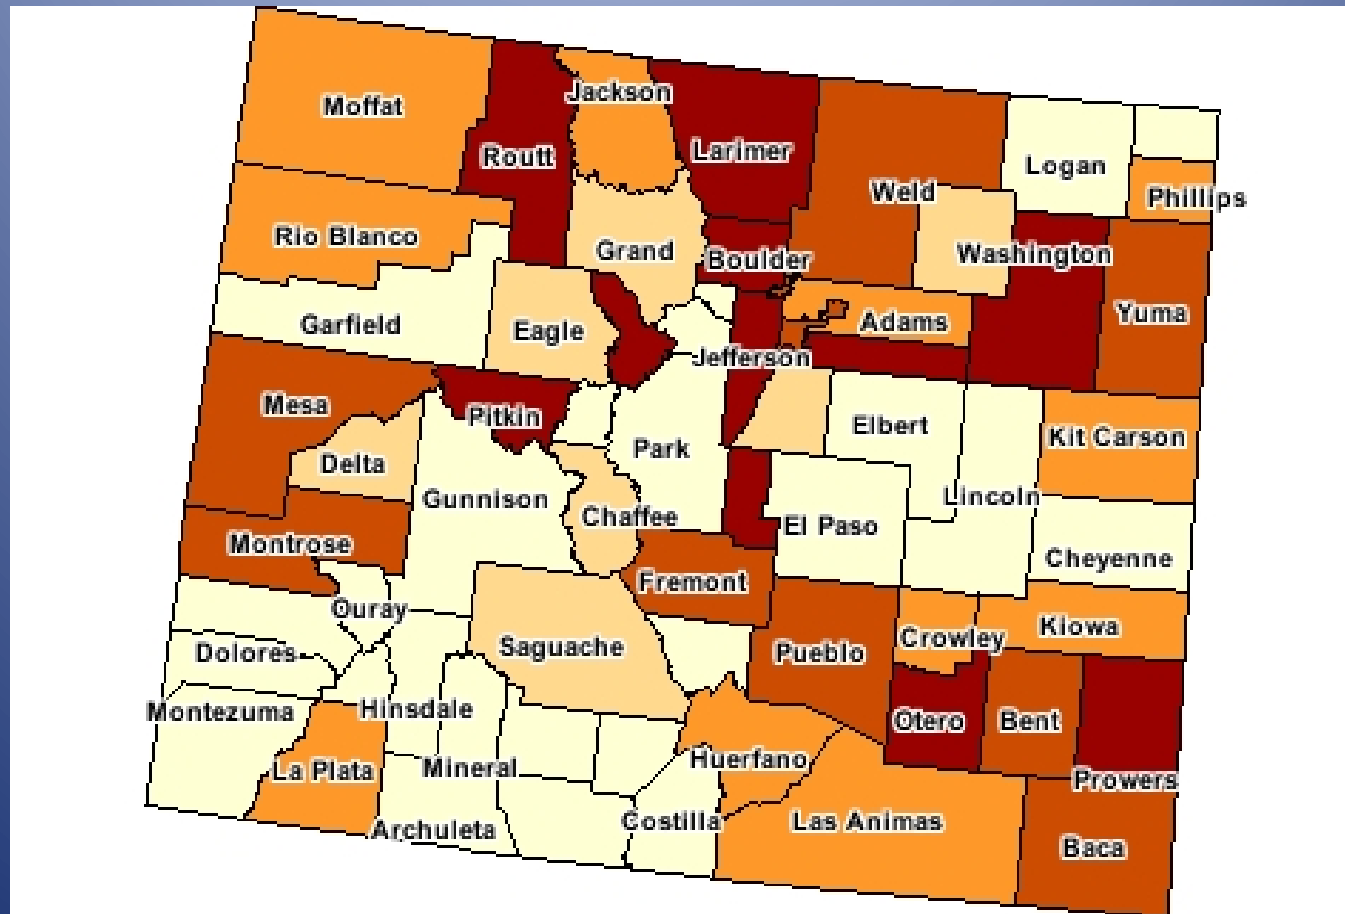 Jackson
Moffat
Routt
Larimer
Logan
Weld
Phillips
Rio Blanco
Grand
Boulder
Washington
Garfield
Eagle
Adams
Yuma
Jefferson
Mesa
Pitkin
Elbert
Kit Carson
Park
Delta
Gunnison
Lincoln
Chaffee
El Paso
Montrose
Cheyenne
Fremont
Ouray
Kiowa
Crowley
Saguache
Dolores
Pueblo
Montezuma
Hinsdale
Otero
Bent
Huerfano
La Plata
Mineral
Prowers
Costilla
Las Animas
Archuleta
Baca